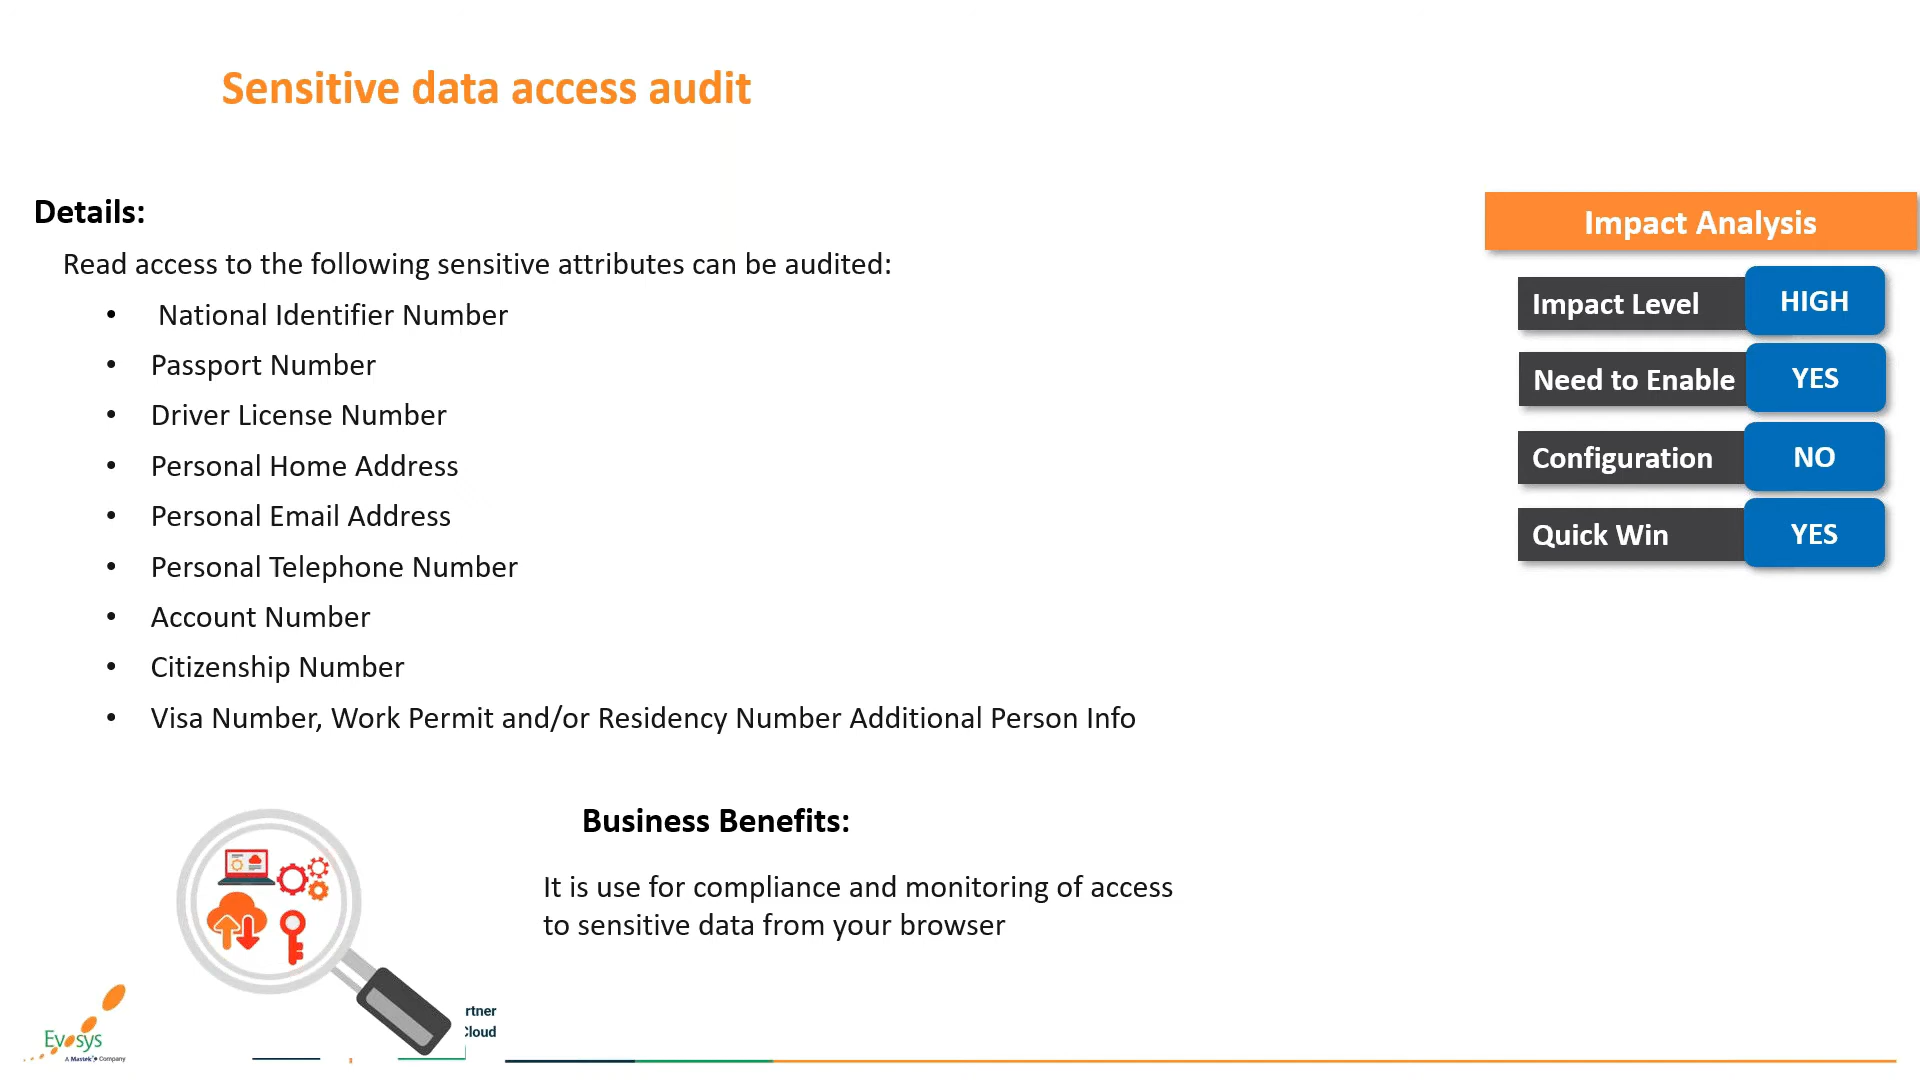 Sensitive data access audit
Details:
Read access to the following sensitive attributes can be audited:
• National Identifier Number
• Passport Number
• Driver License Number
• Personal Home Address
• Personal Email Address
• Personal Telephone Number
• Account Number
• Citizenship Number
• Visa Number, Work Permit and/or Residency Number Additional Person Info
Impact Analysis
Impact Level HIGH
Need to Enable YES
Configuration NO
Quick Win YES
Business Benefits:
It is use for compliance and monitoring of access
to sensitive data from your browser
rtner
Cloud
Evosys
A Mastek Company